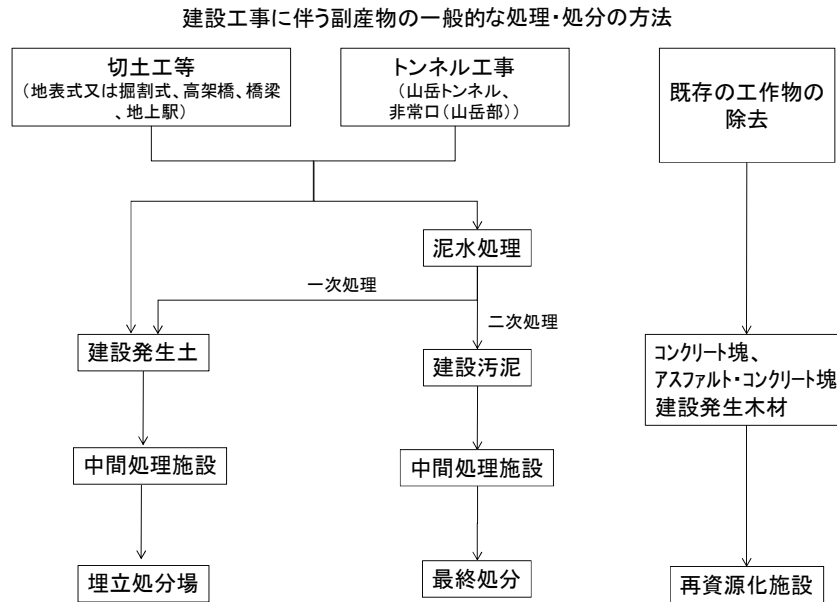 建設工事に伴う副産物の一般的な処理・処分の方法
切土工等
（地表式又は掘割式、高架橋、橋梁
、地上駅）
トンネル工事
（山岳トンネル、
非常口（山岳部））
既存の工作物の
除去
泥水処理
一次処理
二次処理
建設発生土
建設汚泥
コンクリート塊、
アスファルト・コンクリート塊
建設発生木材
中間処理施設
中間処理施設
埋立処分場
最終処分
再資源化施設